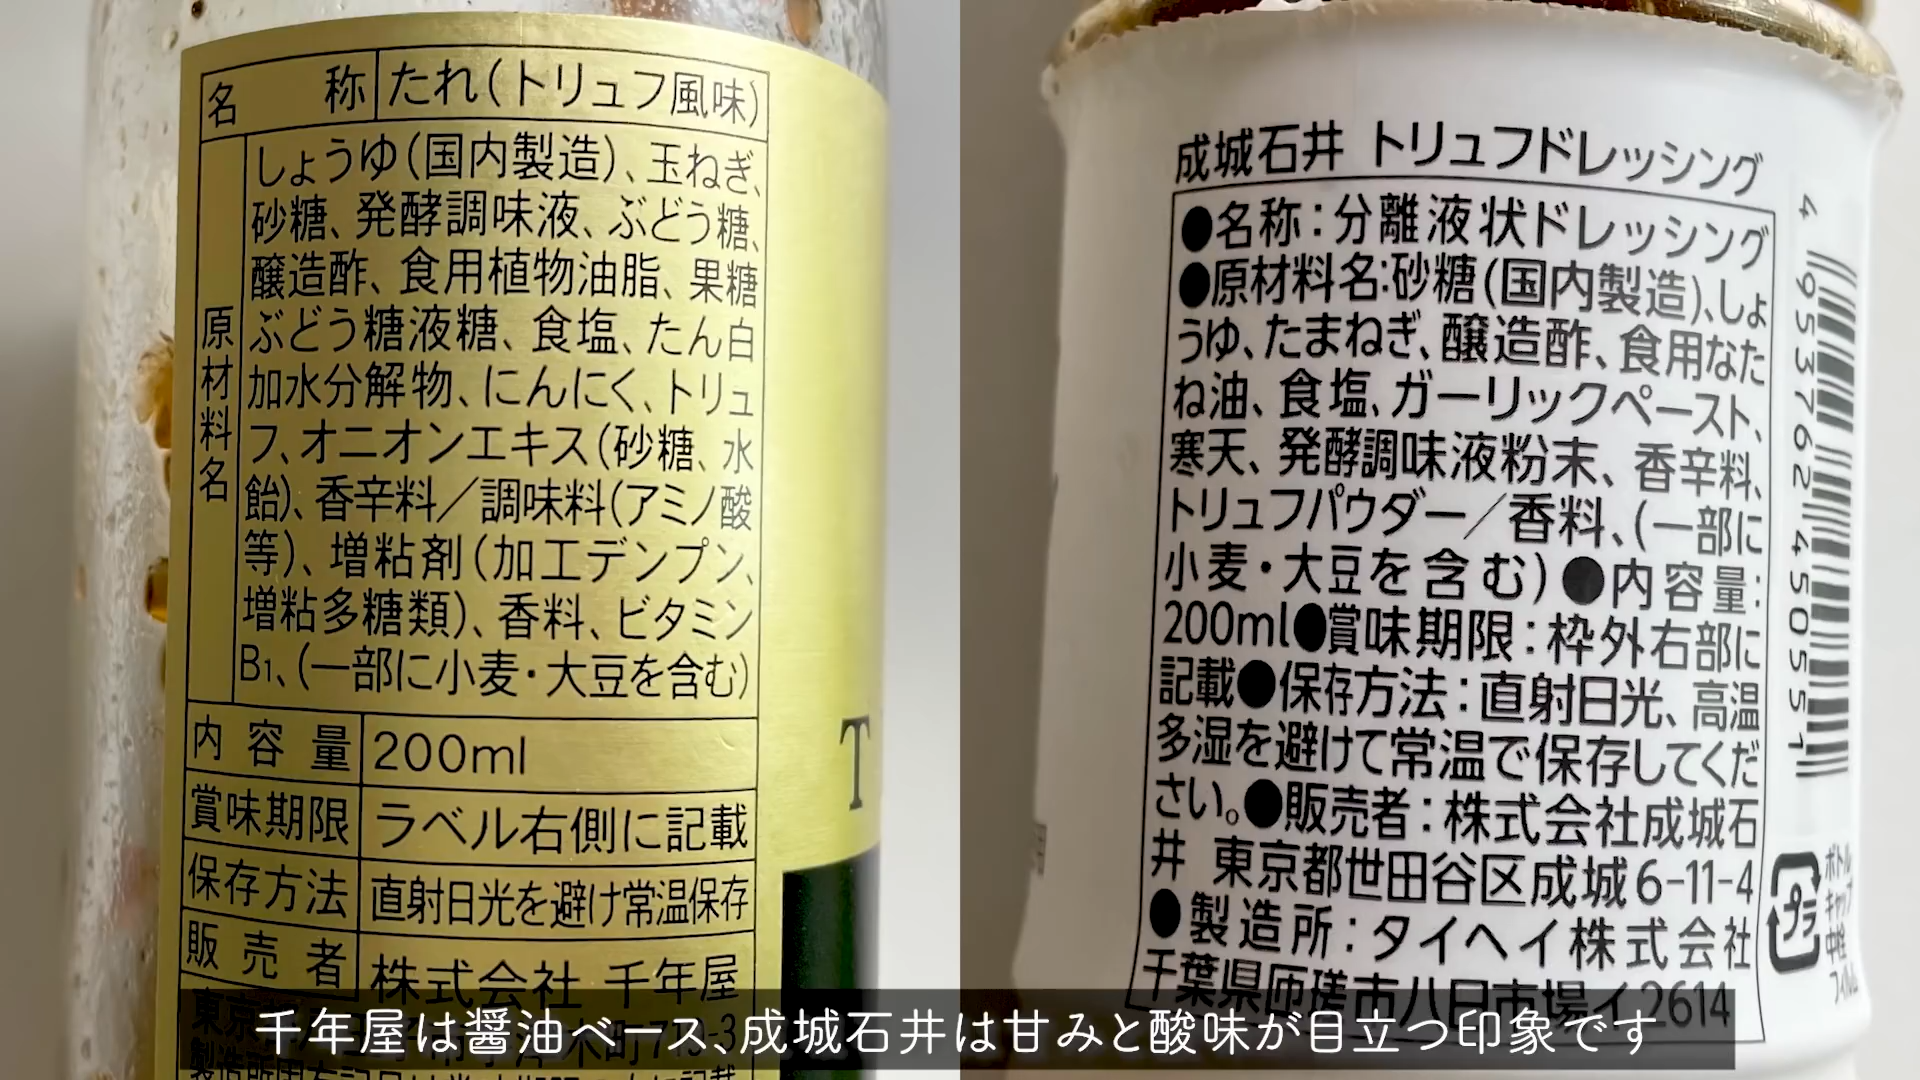 名称 たれ(トリュフ風味)
原材料名
しょうゆ(国内製造)、玉ねぎ、
砂糖、発酵調味液、ぶどう糖、
醸造酢、食用植物油脂、果糖
ぶどう糖液糖、食塩、たん白
加水分解物、にんにく、トリュ
フ、オニオンエキス(砂糖、水
飴)、香辛料/調味料(アミノ酸
等)、増粘剤(加工デンプン、
増粘多糖類)、香料、ビタミン
B1、(一部に小麦・大豆を含む)
内容量 200ml
賞味期限 ラベル右側に記載
保存方法 直射日光を避け常温保存
販売者 株式会社 千年屋
T
成城石井 トリュフドレッシング
●名称:分離液状ドレッシング
●原材料名:砂糖(国内製造)、しょ
うゆ、たまねぎ、醸造酢、食用なた
ね油、食塩、ガーリックペースト、
寒天、発酵調味液粉末、香辛料、
トリュフパウダー/香料、(一部に
小麦・大豆を含む)●内容量:
200ml●賞味期限:枠外右部に
記載●保存方法:直射日光、高温
多湿を避けて常温で保存してくだ
さい。●販売者:株式会社成城石
井 東京都世田谷区成城6-11-4
●製造所:タイヘイ株式会社
千葉県匝瑳市八日市場イ2614
4953762450551
プラ
ボトル
キャップ
中栓
千年屋は醤油ベース、成城石井は甘みと酸味が目立つ印象です